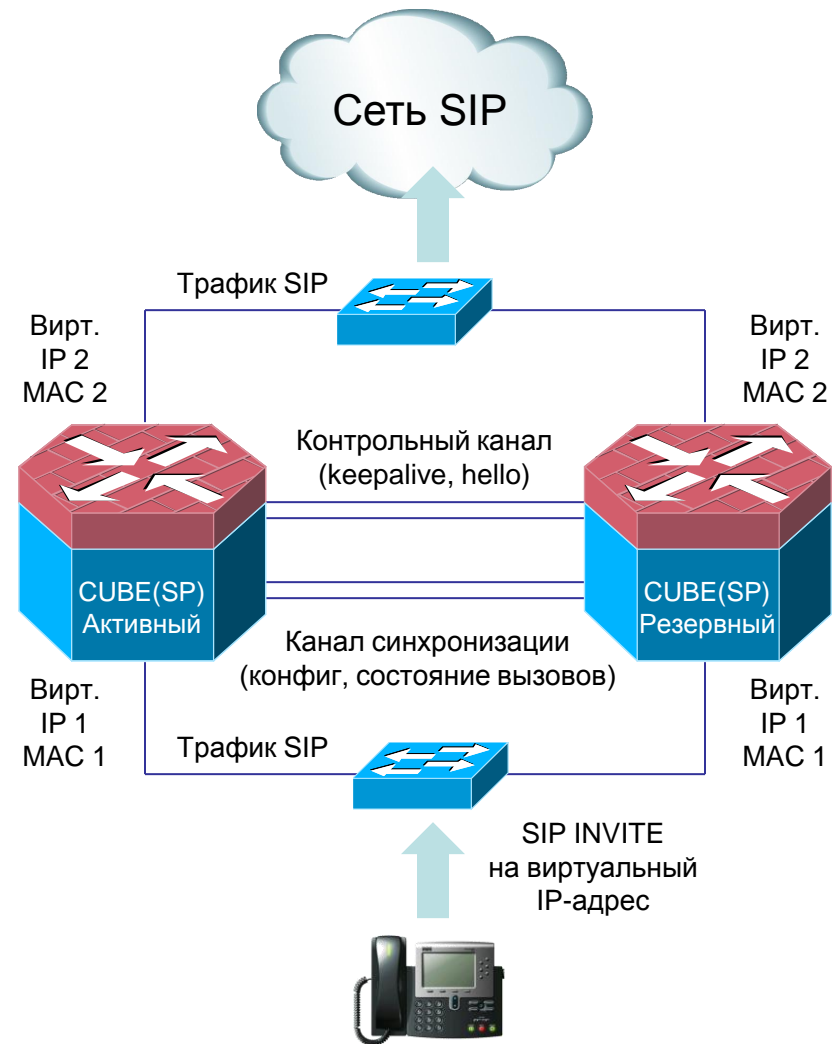 Сеть SIP
Трафик SIP
Вирт.
IP 2
MAC 2
Вирт.
IP 2
MAC 2
Контрольный канал
(keepalive, hello)
CUBE(SP)
Активный
CUBE(SP)
Резервный
Канал синхронизации
(конфиг, состояние вызовов)
Вирт.
IP 1
MAC 1
Вирт.
IP 1
MAC 1
Трафик SIP
SIP INVITE
на виртуальный
IP-адрес